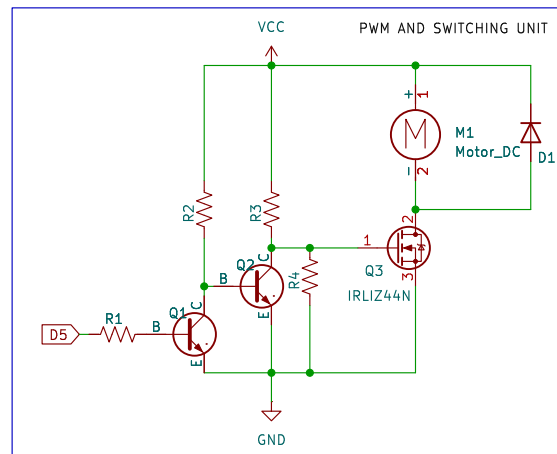 VCC
PWM AND SWITCHING UNIT
+
1
M
M1
Motor_DC
D1
-
2
R2
R3
2
1
Q3
3
IRLIZ44N
C
Q2
B
E
R4
C
Q1
D5
R1
B
E
GND